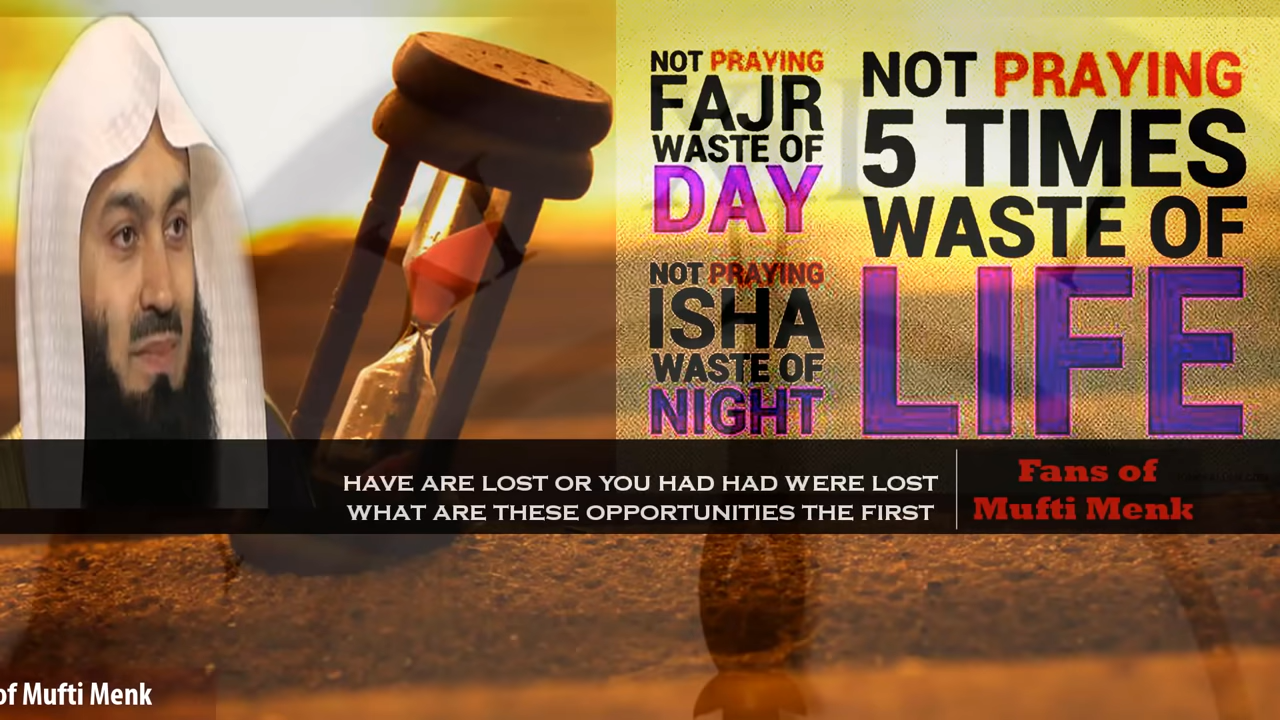 NOT PRAYING
FAJR
WASTE OF
DAY
NOT PRAYING
ISHA
WASTE OF
NIGHT
NOT PRAYING
5 TIMES
WASTE OF
LIFE
HAVE ARE LOST OR YOU HAD HAD WERE LOST
WHAT ARE THESE OPPORTUNITIES THE FIRST
Fans of
Mufti Menk
of Mufti Menk